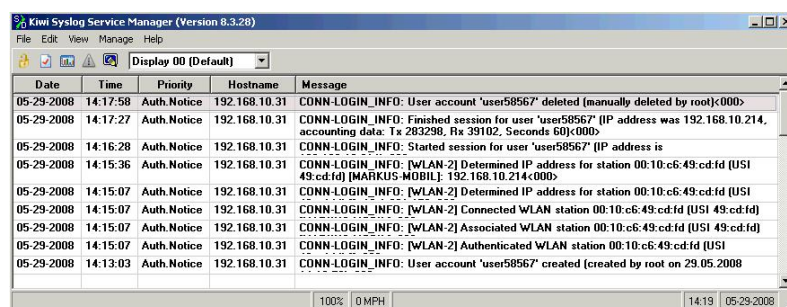 Kiwi Syslog Service Manager (Version 8.3.28)
File Edit View Manage Help
Display 00 (Default)
Date Time Priority Hostname Message
05-29-2008 14:17:58 Auth.Notice 192.168.10.31 CONN-LOGIN_INFO: User account 'user58567' deleted (manually deleted by root)<000>
05-29-2008 14:17:27 Auth.Notice 192.168.10.31 CONN-LOGIN_INFO: Finished session for user 'user58567' (IP address was 192.168.10.214,
accounting data: Tx 283298, Rx 39102, Seconds 60)<000>
05-29-2008 14:16:28 Auth.Notice 192.168.10.31 CONN-LOGIN_INFO: Started session for user 'user58567' (IP address is
05-29-2008 14:15:36 Auth.Notice 192.168.10.31 CONN-LOGIN_INFO: [WLAN-2] Determined IP address for station 00:10:c6:49:cd:fd (USI
49:cd:fd) [MARKUS-MOBIL]: 192.168.10.214<000>
05-29-2008 14:15:07 Auth.Notice 192.168.10.31 CONN-LOGIN_INFO: [WLAN-2] Determined IP address for station 00:10:c6:49:cd:fd (USI
05-29-2008 14:15:07 Auth.Notice 192.168.10.31 CONN-LOGIN_INFO: [WLAN-2] Connected WLAN station 00:10:c6:49:cd:fd (USI 49:cd:fd)
05-29-2008 14:15:07 Auth.Notice 192.168.10.31 CONN-LOGIN_INFO: [WLAN-2] Associated WLAN station 00:10:c6:49:cd:fd (USI 49:cd:fd)
05-29-2008 14:15:07 Auth.Notice 192.168.10.31 CONN-LOGIN_INFO: [WLAN-2] Authenticated WLAN station 00:10:c6:49:cd:fd (USI
05-29-2008 14:13:03 Auth.Notice 192.168.10.31 CONN-LOGIN_INFO: User account 'user58567' created (created by root on 29.05.2008
100% 0 MPH 14:19 05-29-2008